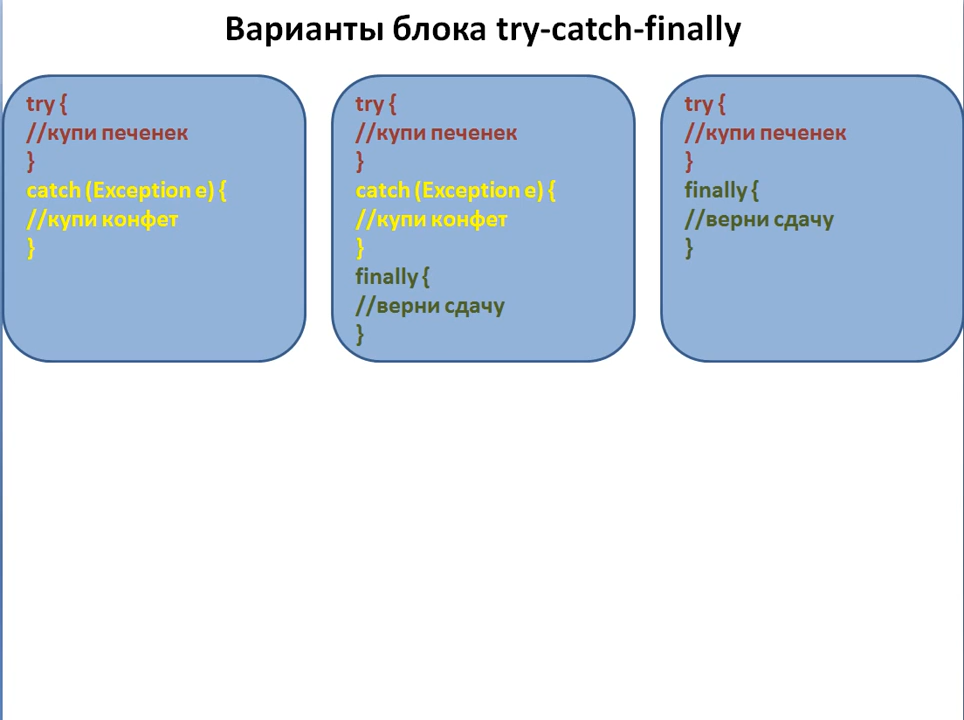 Варианты блока try-catch-finally
try {
//купи печенек
}
catch (Exception e) {
//купи конфет
}
try {
//купи печенек
}
catch (Exception e) {
//купи конфет
}
finally {
//верни сдачу
}
try {
//купи печенек
}
finally {
//верни сдачу
}